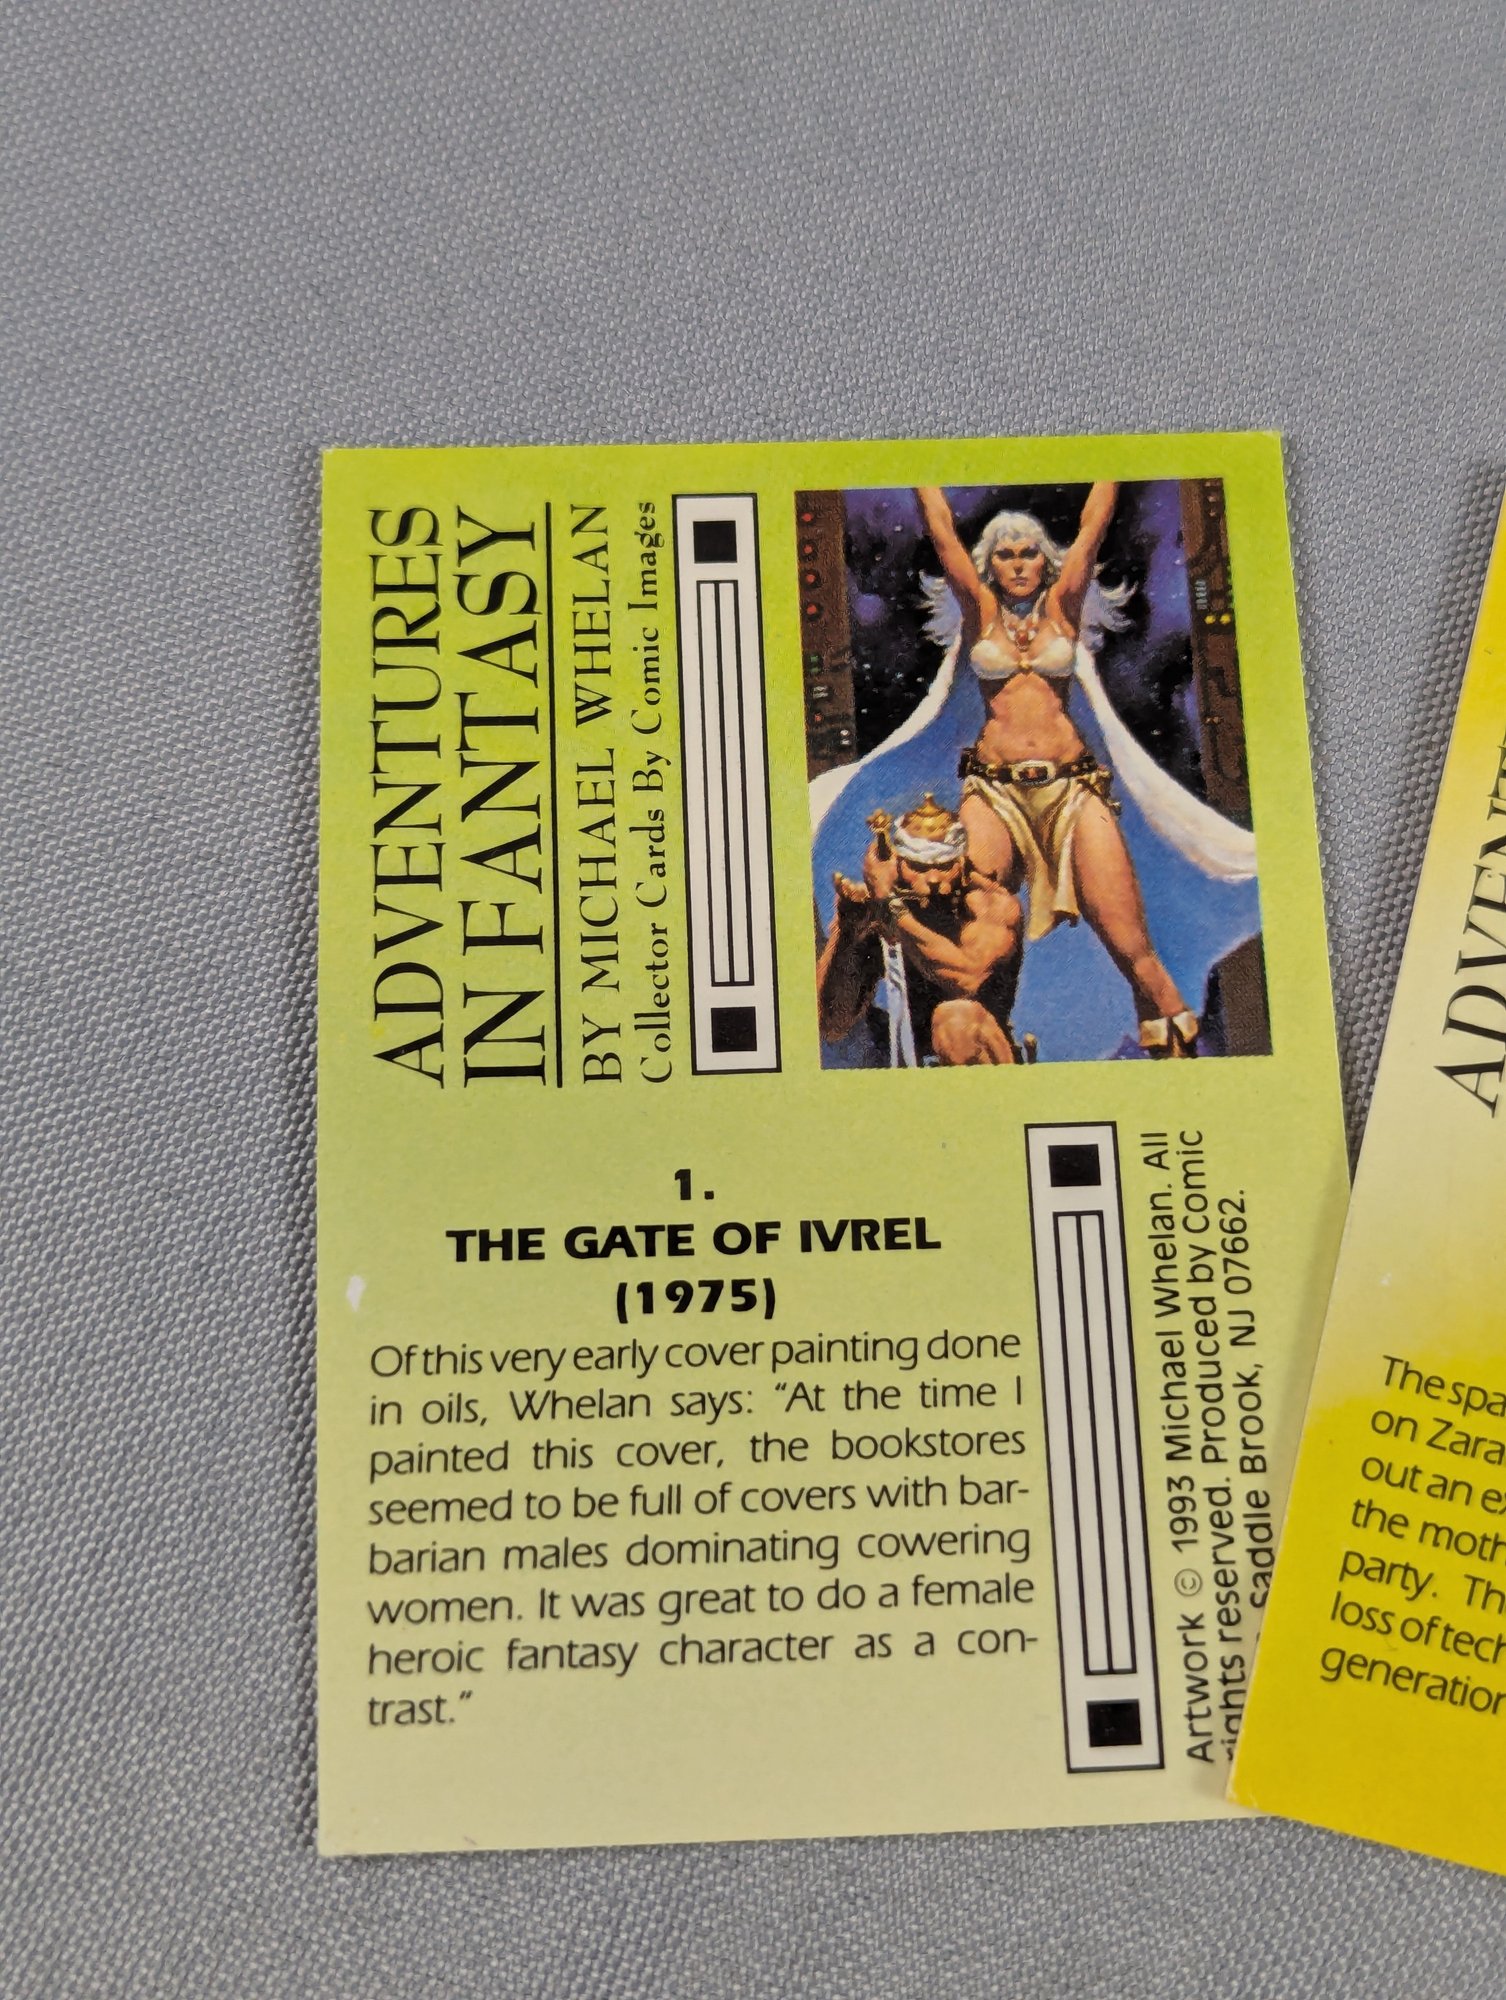 ADVENTURES
IN FANTASY
BY MICHAEL WHELAN
Collector Cards By Comic Images
1.
THE GATE OF IVREL
(1975)
Of this very early cover painting done
in oils, Whelan says: “At the time I
painted this cover, the bookstores
seemed to be full of covers with bar-
barian males dominating cowering
women. It was great to do a female
heroic fantasy character as a con-
trast.”
Artwork © 1993 Michael Whelan. All
rights reserved. Produced by Comic
Saddle Brook, NJ 07662.
The spa
on Zara
out an ex
the moth
party. Th
loss of tech
generation